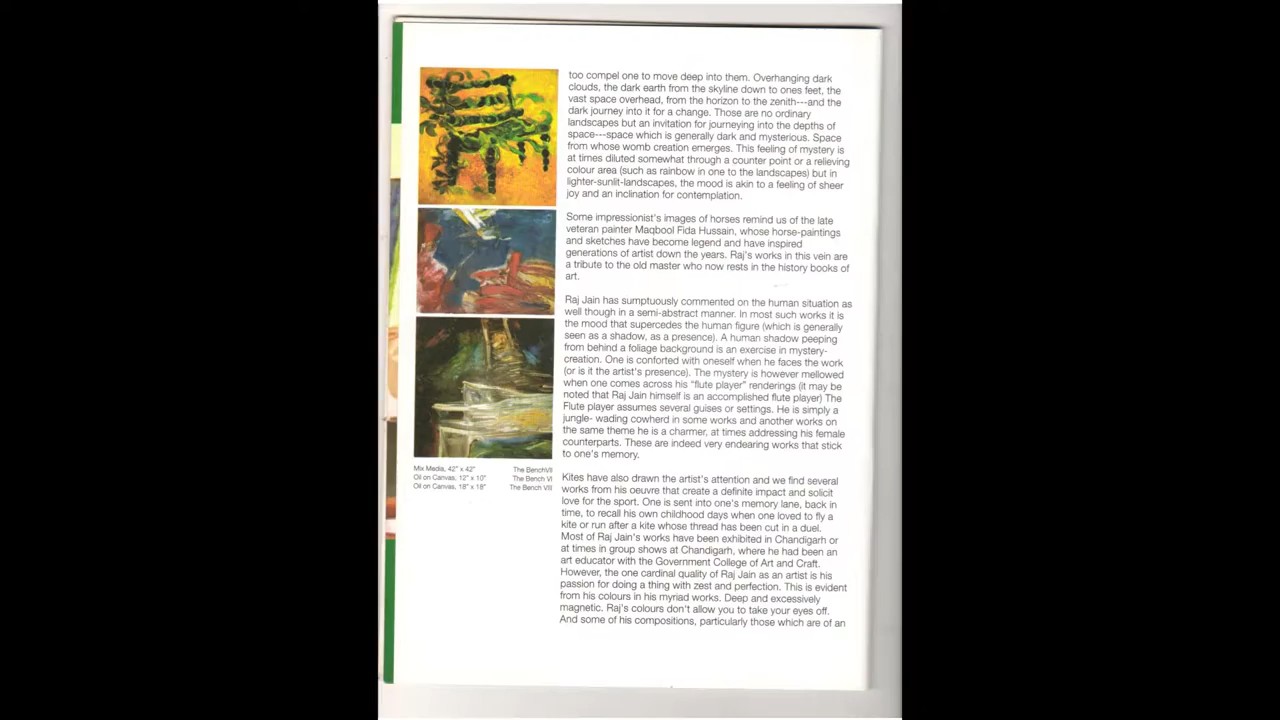 too compel one to move deep into them. Overhanging dark
clouds, the dark earth from the skyline down to ones feet, the
vast space overhead, from the horizon to the zenith---and the
dark journey into it for a change. Those are no ordinary
landscapes but an invitation for journeying into the depths of
space---space which is generally dark and mysterious. Space
from whose womb creation emerges. This feeling of mystery is
at times diluted somewhat through a counter point or a relieving
colour area (such as rainbow in one to the landscapes) but in
lighter-sunlit-landscapes, the mood is akin to a feeling of sheer
joy and an inclination for contemplation.
Some impressionist's images of horses remind us of the late
veteran painter Maqbool Fida Hussain, whose horse-paintings
and sketches have become legend and have inspired
generations of artist down the years. Raj's works in this vein are
a tribute to the old master who now rests in the history books of
art.
Raj Jain has sumptuously commented on the human situation as
well though in a semi-abstract manner. In most such works it is
the mood that supercedes the human figure (which is generally
seen as a shadow, as a presence). A human shadow peeping
from behind a foliage background is an exercise in mystery-
creation. One is conforted with oneself when he faces the work
(or is it the artist's presence). The mystery is however mellowed
when one comes across his "flute player" renderings (it may be
noted that Raj Jain himself is an accomplished flute player) The
Flute player assumes several guises or settings. He is simply a
jungle- wading cowherd in some works and another works on
the same theme he is a charmer, at times addressing his female
counterparts. These are indeed very endearing works that stick
to one's memory.
Mix Media, 42" x 42" The BenchVII
Oil on Canvas, 12" x 10" The Bench VI
Oil on Canvas, 18" x 18" The Bench VIII
Kites have also drawn the artist's attention and we find several
works from his oeuvre that create a definite impact and solicit
love for the sport. One is sent into one's memory lane, back in
time, to recall his own childhood days when one loved to fly a
kite or run after a kite whose thread has been cut in a duel.
Most of Raj Jain's works have been exhibited in Chandigarh or
at times in group shows at Chandigarh, where he had been an
art educator with the Government College of Art and Craft.
However, the one cardinal quality of Raj Jain as an artist is his
passion for doing a thing with zest and perfection. This is evident
from his colours in his myriad works. Deep and excessively
magnetic. Raj's colours don't allow you to take your eyes off.
And some of his compositions, particularly those which are of an